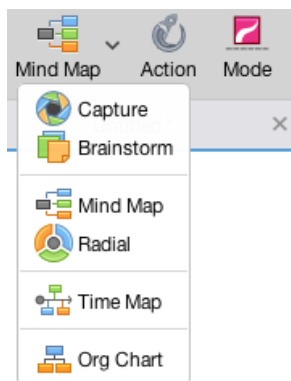 Mind Map Action Mode
Capture
Brainstorm
Mind Map
Radial
Time Map
Org Chart